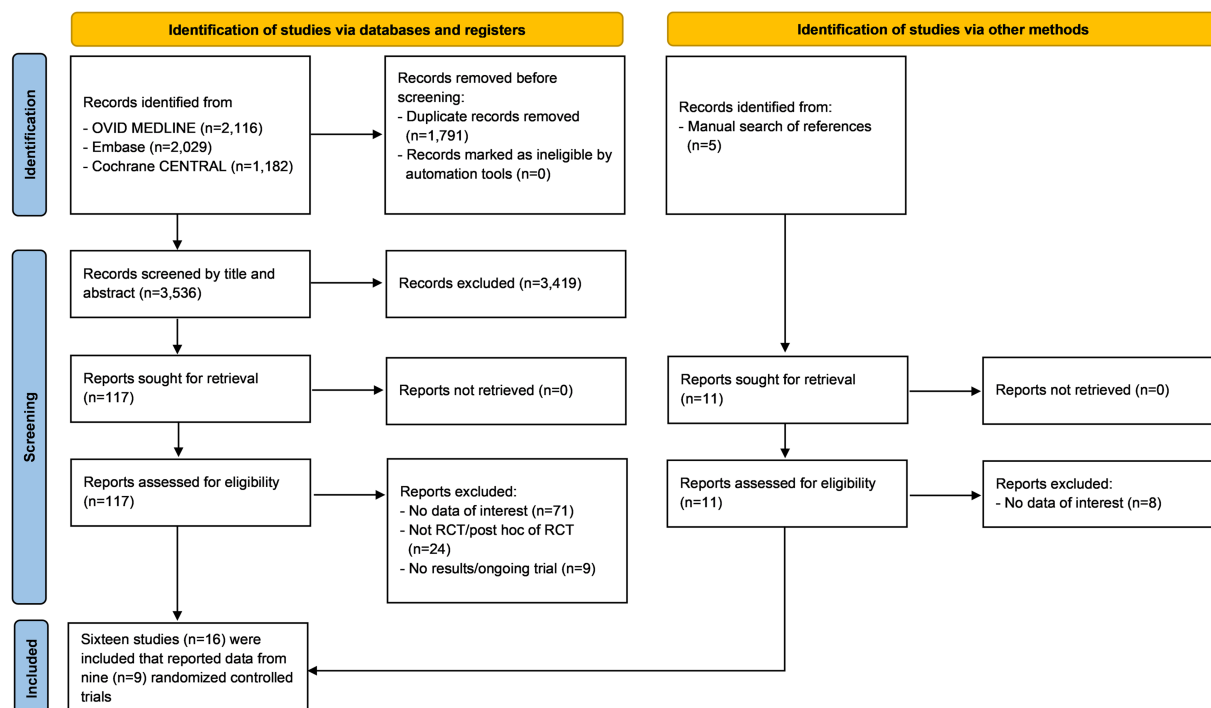 Identification of studies via databases and registers
Identification of studies via other methods
Identification
Records identified from
- OVID MEDLINE (n=2,116)
- Embase (n=2,029)
- Cochrane CENTRAL (n=1,182)
Records removed before
screening:
- Duplicate records removed
(n=1,791)
- Records marked as ineligible by
automation tools (n=0)
Records identified from:
- Manual search of references
(n=5)
Screening
Records screened by title and
abstract (n=3,536)
Records excluded (n=3,419)
Reports sought for retrieval
(n=117)
Reports not retrieved (n=0)
Reports sought for retrieval
(n=11)
Reports not retrieved (n=0)
Reports assessed for eligibility
(n=117)
Reports excluded:
- No data of interest (n=71)
- Not RCT/post hoc of RCT
(n=24)
- No results/ongoing trial (n=9)
Reports assessed for eligibility
(n=11)
Reports excluded:
- No data of interest (n=8)
Included
Sixteen studies (n=16) were
included that reported data from
nine (n=9) randomized controlled
trials